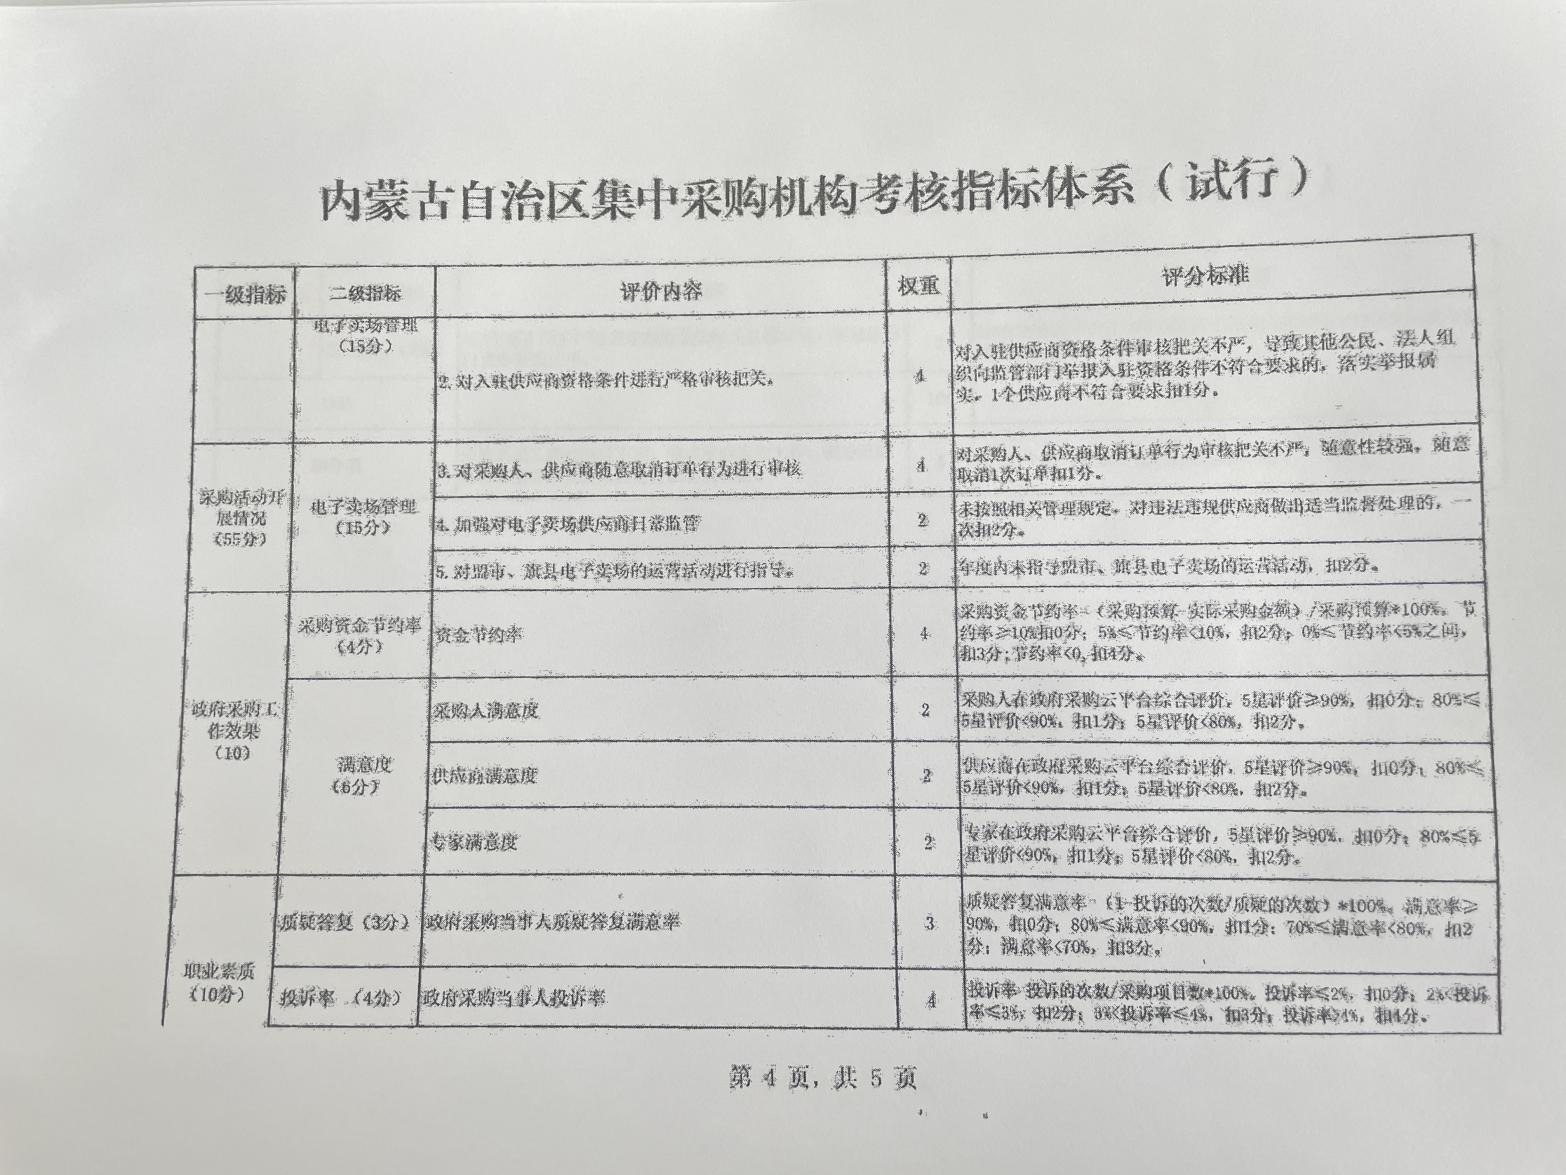 内蒙古自治区集中采购机构考核指标体系（试行）
一级指标
二级指标
评价内容
权重
评分标准
电子卖场管理
（15分）
2.对入驻供应商资格条件进行严格审核把关。
4
对入驻供应商资格条件审核把关不严，导致其他公民、法人组
织向监管部门举报入驻资格条件不符合要求的，落实举报属
实，1个供应商不符合要求扣1分。
采购活动开
展情况
（55分）
电子卖场管理
（15分）
3.对采购人、供应商随意取消订单行为进行审核
4
对采购人、供应商取消订单行为审核把关不严，随意性较强，随意
取消1次订单扣1分。
4.加强对电子卖场供应商日常监管
2
未按照相关管理规定，对违法违规供应商做出适当监督处理的，一
次扣2分。
5.对盟市、旗县电子卖场的运营活动进行指导。
2
年度内未指导盟市、旗县电子卖场的运营活动，扣2分。
政府采购工
作效果
（10）
采购资金节约率
（4分）
资金节约率
4
采购资金节约率=（采购预算-实际采购金额）/采购预算*100%。节
约率≥10%扣0分；5%≤节约率<10%，扣2分；0%≤节约率<5%之间，
扣3分;节约率<0,扣4分。
满意度
（6分）
采购人满意度
2
采购人在政府采购云平台综合评价，5星评价≥90%，扣0分；80%≤
5星评价<90%，扣1分；5星评价<80%，扣2分。
供应商满意度
2
供应商在政府采购云平台综合评价，5星评价≥90%，扣0分；80%≤
5星评价<90%，扣1分；5星评价<80%，扣2分。
专家满意度
2
专家在政府采购云平台综合评价，5星评价≥90%，扣0分；80%≤5
星评价<90%，扣1分；5星评价<80%，扣2分。
职业素质
（10分）
质疑答复（3分）
政府采购当事人质疑答复满意率
3
质疑答复满意率=（1-投诉的次数/质疑的次数）*100%。满意率≥
90%，扣0分；80%≤满意率<90%，扣1分；70%≤满意率<80%，扣2
分；满意率<70%，扣3分。
投诉率（4分）
政府采购当事人投诉率
4
投诉率=投诉的次数/采购项目数*100%。投诉率≤2%，扣0分；2%<投诉
率≤3%，扣2分；3%<投诉率≤4%，扣3分；投诉率>4%，扣4分。
第 4 页，共 5 页